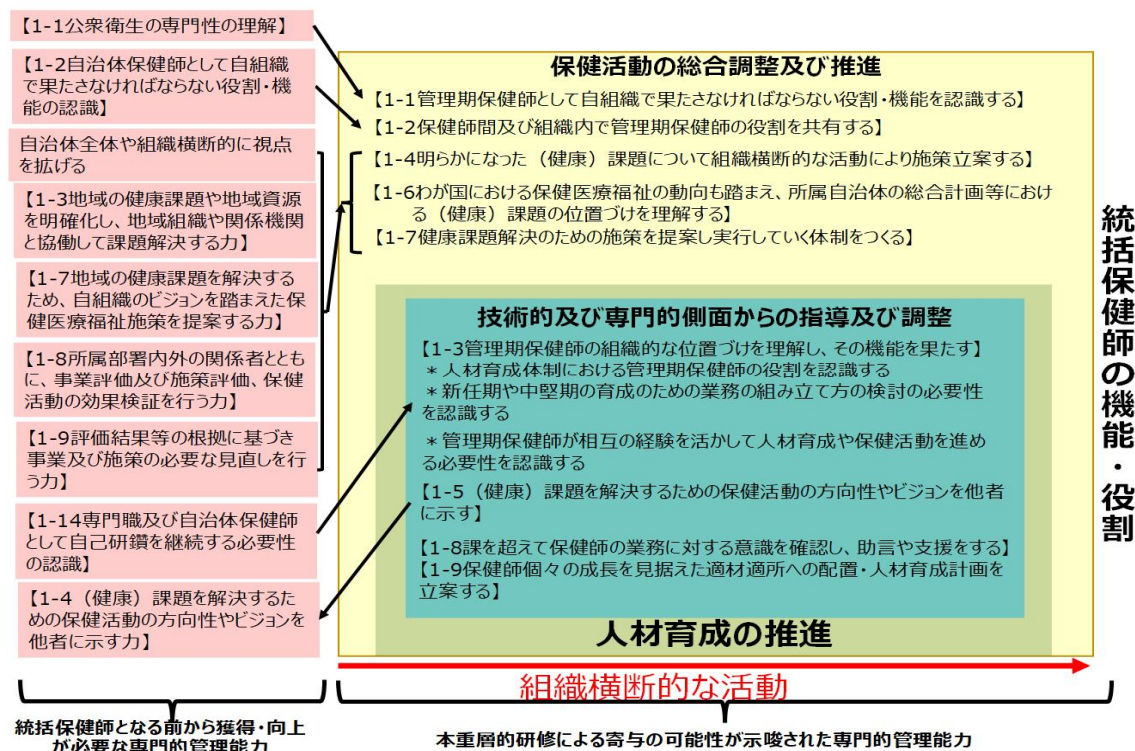 【1-1公衆衛生の専門性の理解】
【1-2自治体保健師として自組織
で果たさなければならない役割・機
能の認識】
自治体全体や組織横断的に視点
を拡げる
【1-3地域の健康課題や地域資源
を明確化し、地域組織や関係機関
と協働して課題解決する力】
【1-7地域の健康課題を解決する
ため、自組織のビジョンを踏まえた保
健医療福祉施策を提案する力】
【1-8所属部署内外の関係者ととも
に、事業評価及び施策評価、保健
活動の効果検証を行う力】
【1-9評価結果等の根拠に基づき
事業及び施策の必要な見直しを行
う力】
【1-14専門職及び自治体保健師
として自己研鑽を継続する必要性
の認識】
【1-4（健康）課題を解決するた
めの保健活動の方向性やビジョンを
他者に示す力】
統括保健師となる前から獲得・向上
が必要な専門的管理能力
保健活動の総合調整及び推進
【1-1管理期保健師として自組織で果たさなければならない役割・機能を認識する】
【1-2保健師間及び組織内で管理期保健師の役割を共有する】
【1-4明らかになった（健康）課題について組織横断的な活動により施策立案する】
【1-6わが国における保健医療福祉の動向も踏まえ、所属自治体の総合計画等におけ
る（健康）課題の位置づけを理解する】
【1-7健康課題解決のための施策を提案し実行していく体制をつくる】
技術的及び専門的側面からの指導及び調整
【1-3管理期保健師の組織的な位置づけを理解し、その機能を果たす】
＊人材育成体制における管理期保健師の役割を認識する
＊新任期や中堅期の育成のための業務の組み立て方の検討の必要性
を認識する
＊管理期保健師が相互の経験を活かして人材育成や保健活動を進め
る必要性を認識する
【1-5（健康）課題を解決するための保健活動の方向性やビジョンを他者
に示す】
【1-8課を超えて保健師の業務に対する意識を確認し、助言や支援をする】
【1-9保健師個々の成長を見据えた適材適所への配置・人材育成計画を
立案する】
人材育成の推進
組織横断的な活動
本重層的研修による寄与の可能性が示唆された専門的管理能力
統括保健師の機能・役割